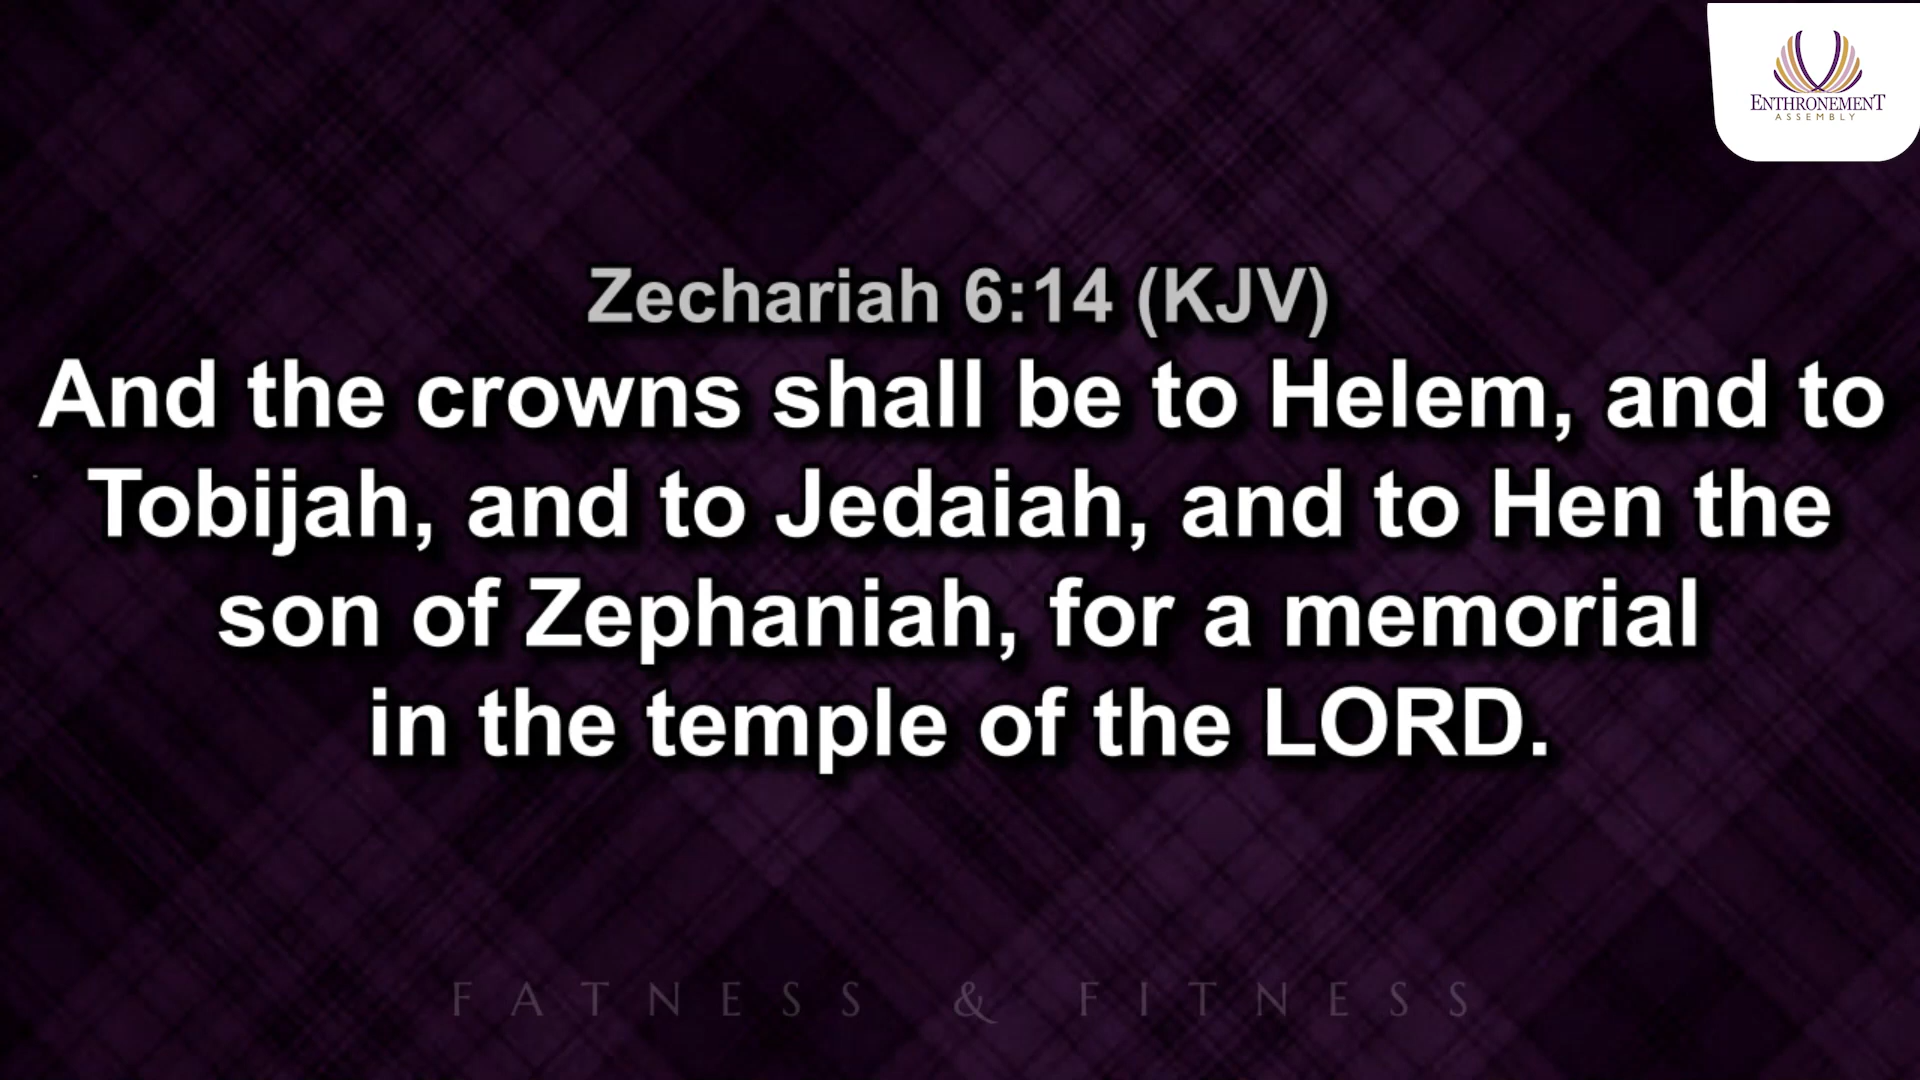 ENTHRONEMENT
ASSEMBLY
Zechariah 6:14 (KJV)
And the crowns shall be to Helem, and to
Tobijah, and to Jedaiah, and to Hen the
son of Zephaniah, for a memorial
in the temple of the LORD.
FATNESS & FITNESS